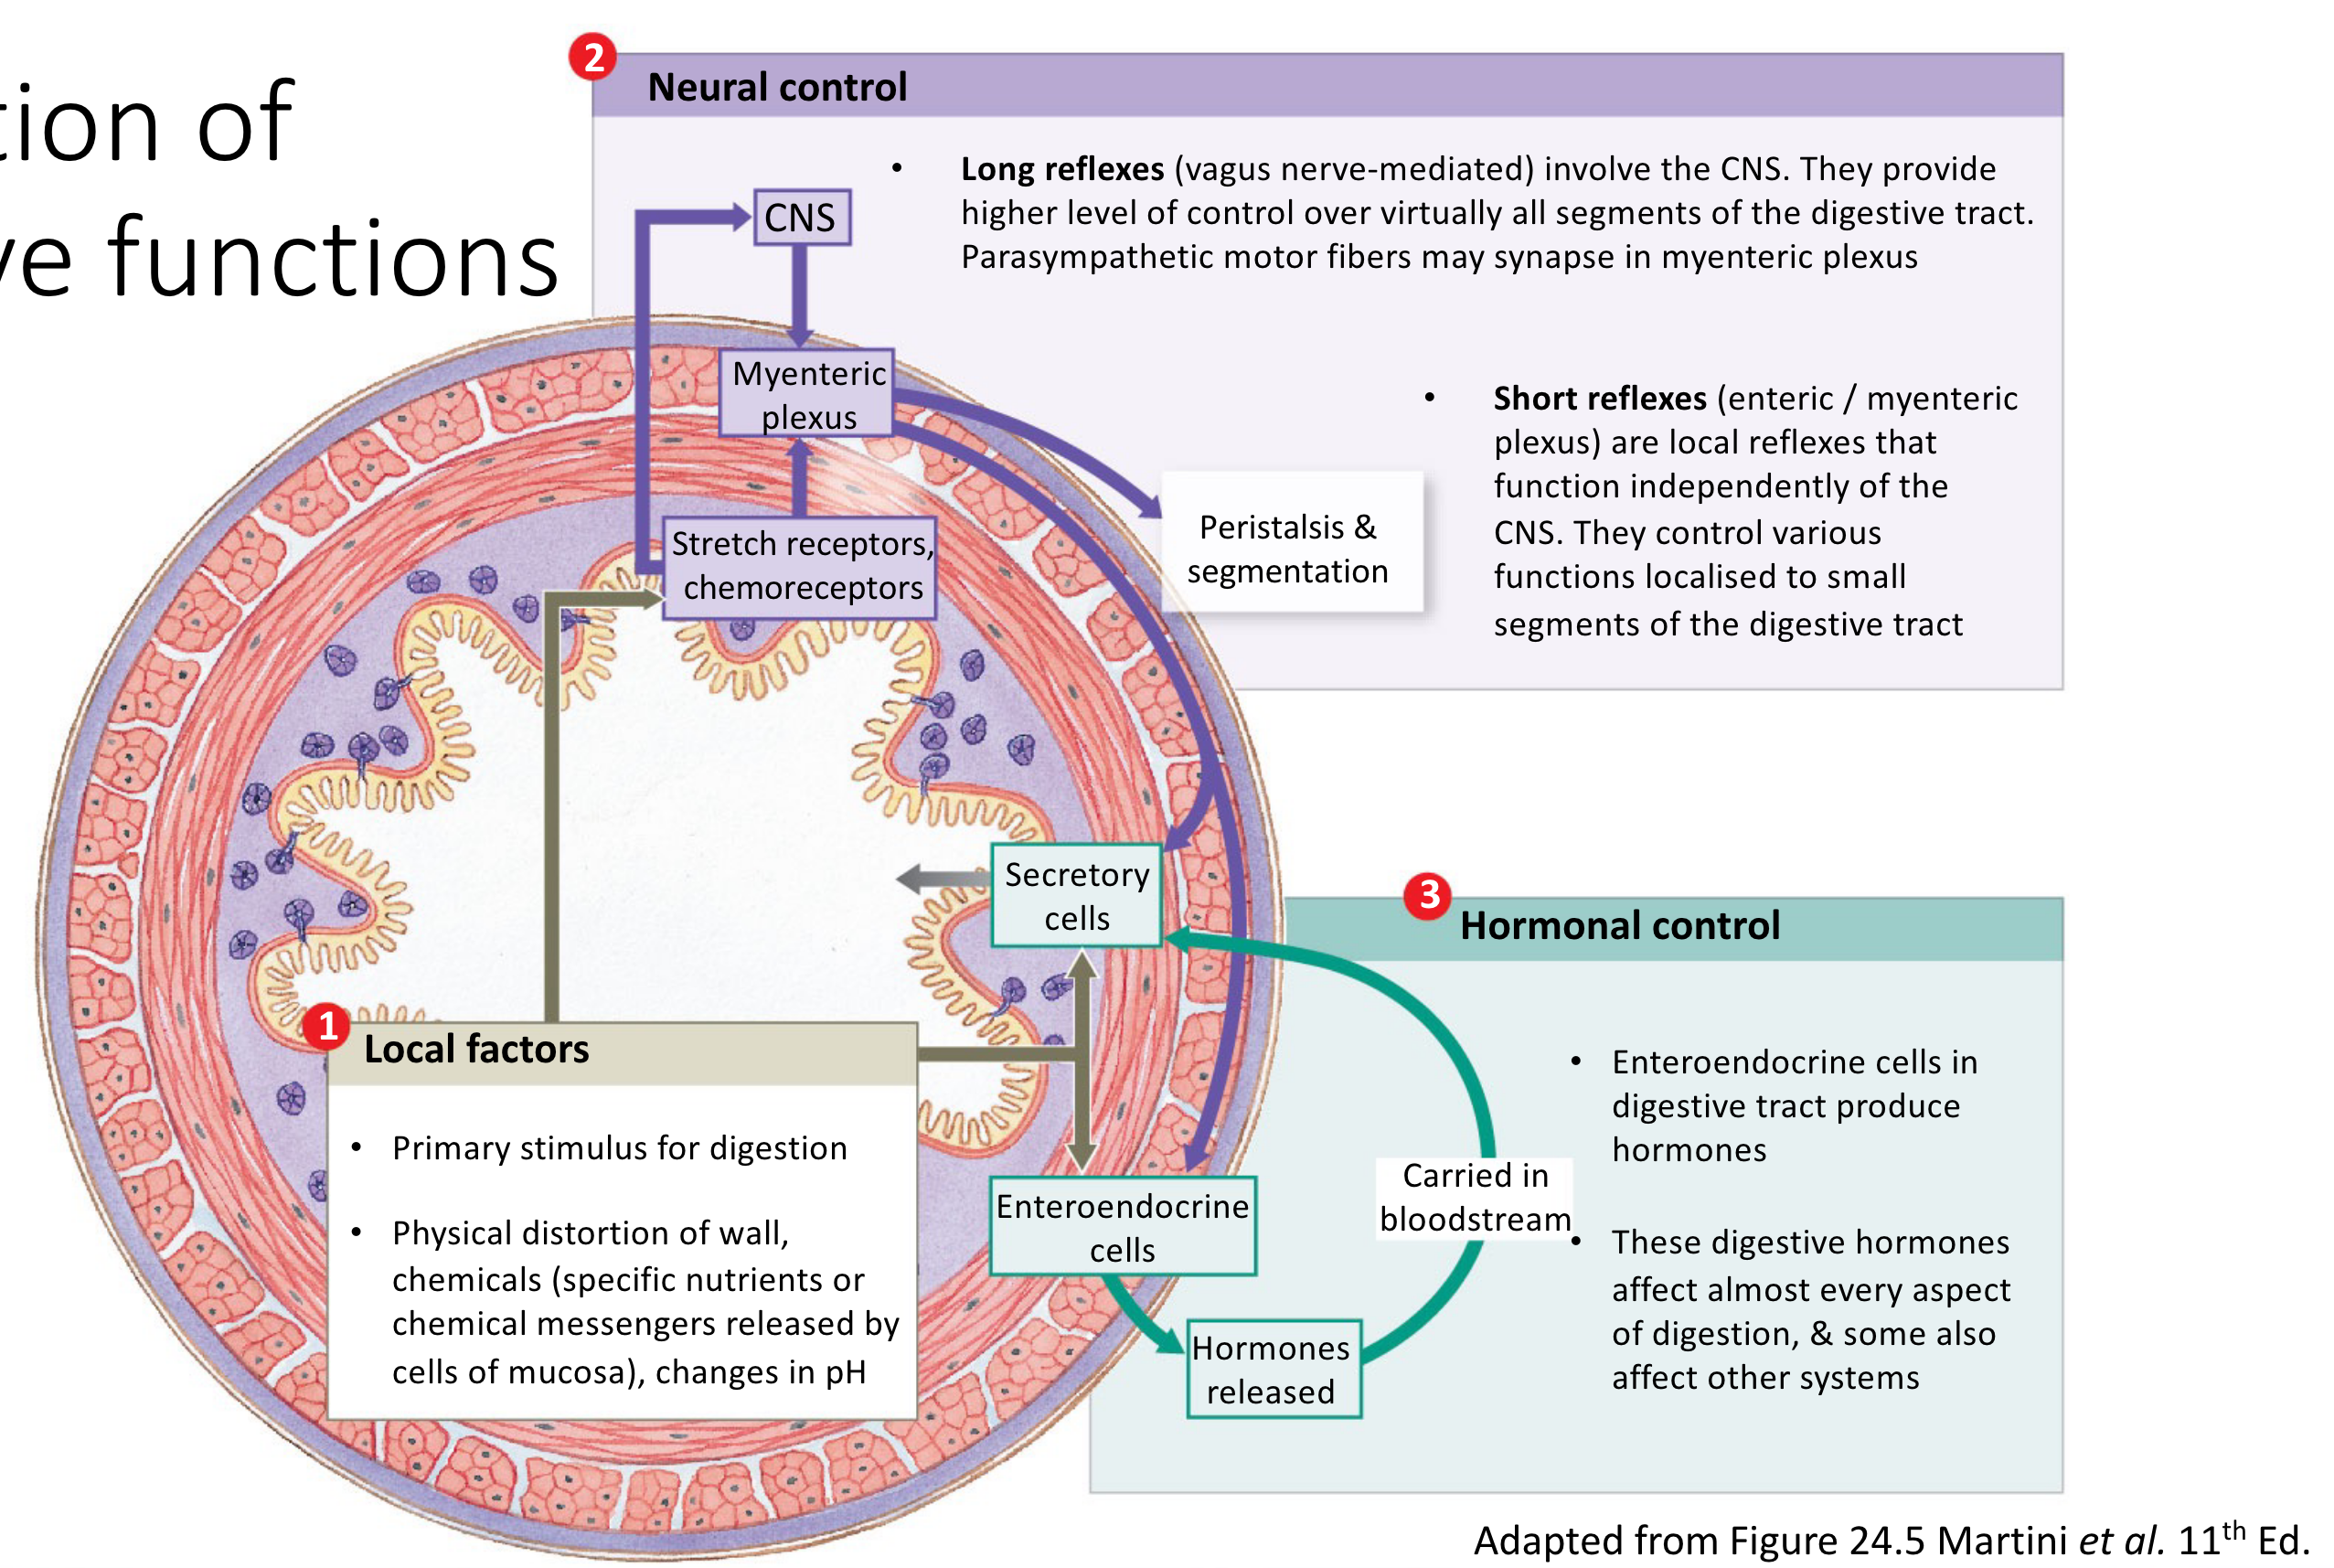 tion of
ve functions
2
Neural control
• Long reflexes (vagus nerve-mediated) involve the CNS. They provide
higher level of control over virtually all segments of the digestive tract.
Parasympathetic motor fibers may synapse in myenteric plexus
CNS
Myenteric
plexus
• Short reflexes (enteric / myenteric
plexus) are local reflexes that
function independently of the
CNS. They control various
functions localised to small
segments of the digestive tract
Peristalsis &
segmentation
Stretch receptors,
chemoreceptors
Secretory
cells
3
Hormonal control
1
Local factors
• Primary stimulus for digestion
• Physical distortion of wall,
chemicals (specific nutrients or
chemical messengers released by
cells of mucosa), changes in pH
• Enteroendocrine cells in
digestive tract produce
hormones
Carried in
bloodstream
Enteroendocrine
cells
• These digestive hormones
affect almost every aspect
of digestion, & some also
affect other systems
Hormones
released
Adapted from Figure 24.5 Martini et al. 11th Ed.